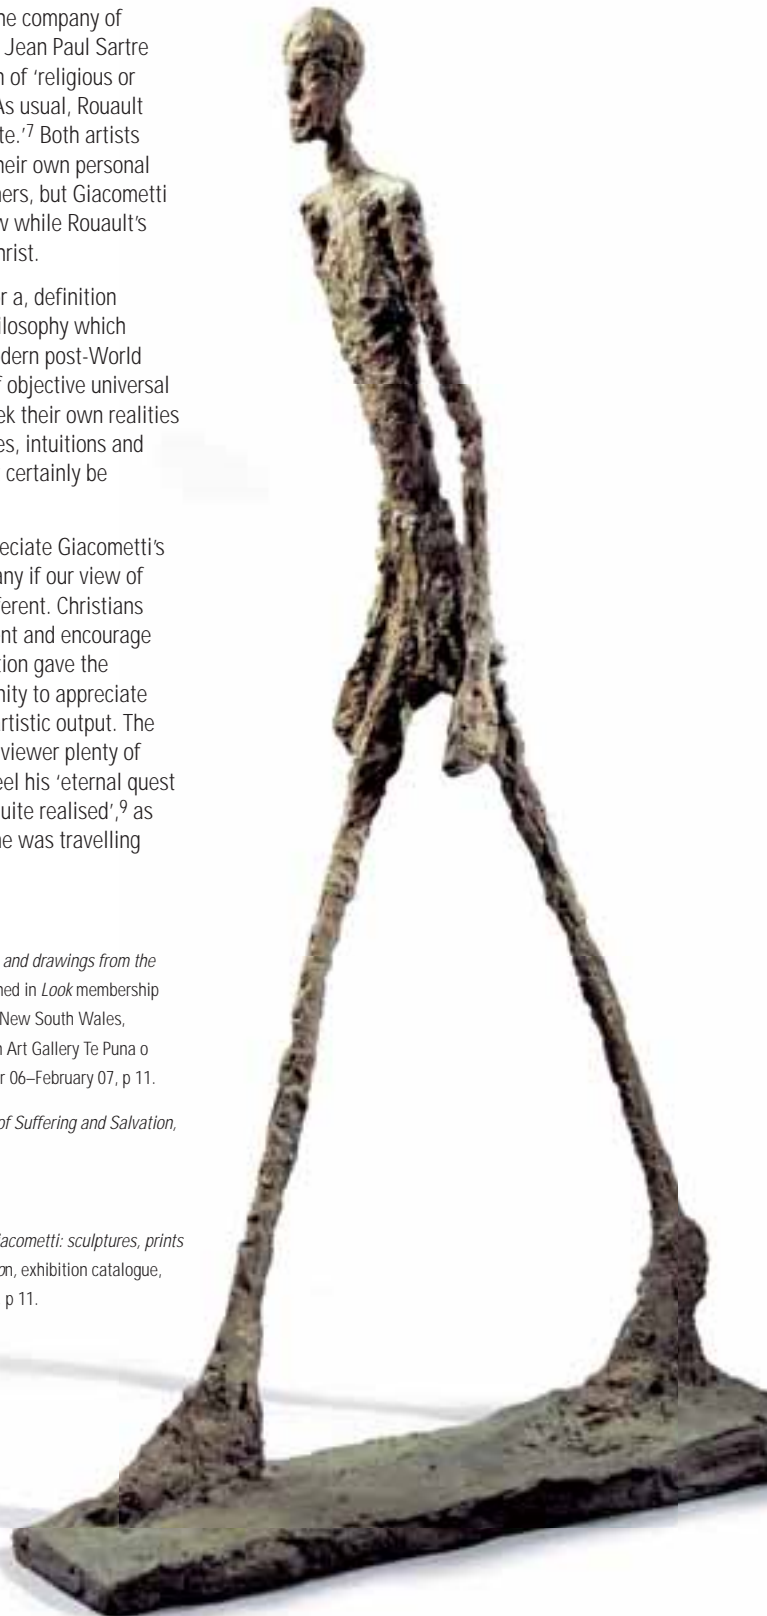 he company of
Jean Paul Sartre
n of ‘religious or
As usual, Rouault
te.’7 Both artists
heir own personal
ners, but Giacometti
w while Rouault’s
hrist.
r a, definition
ilosophy which
dern post-World
f objective universal
ek their own realities
es, intuitions and
certainly be
eciate Giacometti’s
any if our view of
ferent. Christians
nt and encourage
tion gave the
nity to appreciate
rtistic output. The
viewer plenty of
eel his ‘eternal quest
uite realised’,9 as
ne was travelling
and drawings from the
ned in Look membership
New South Wales,
n Art Gallery Te Puna o
r 06–February 07, p 11.
of Suffering and Salvation,
iacometti: sculptures, prints
on, exhibition catalogue,
p 11.